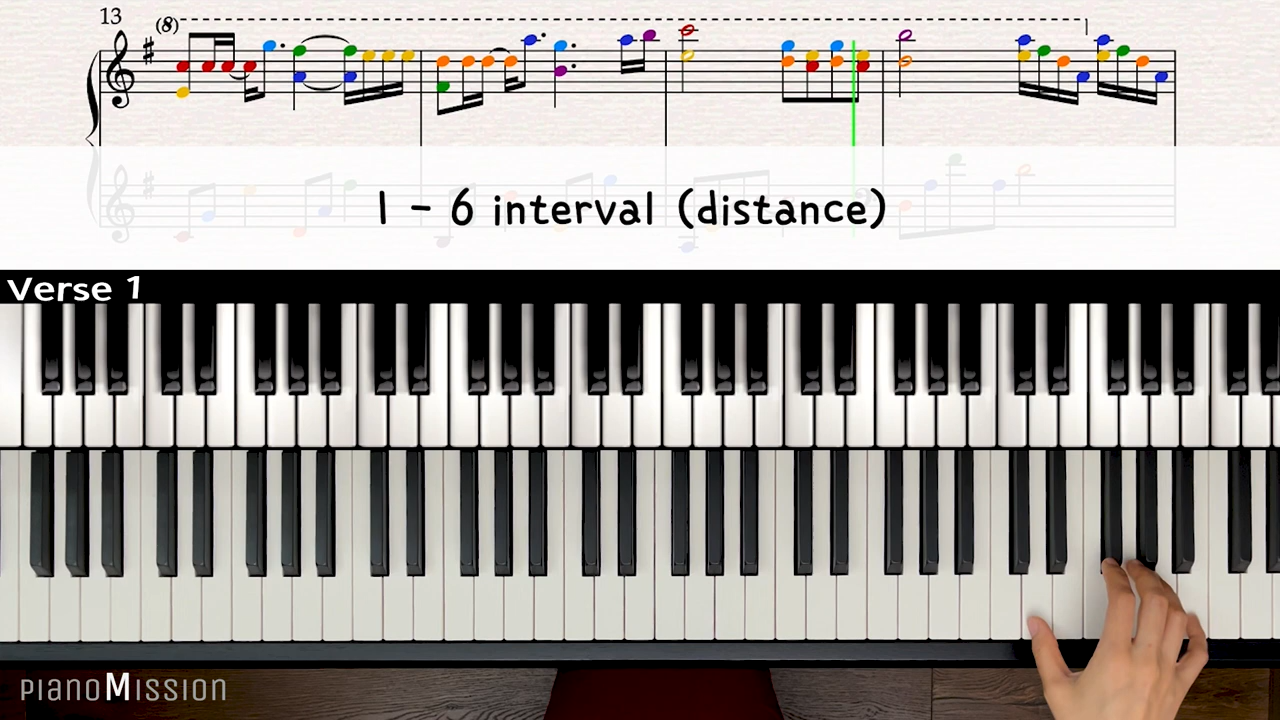 13
(8)
1 - 6 interval (distance)
Verse 1
PIANOMISSION